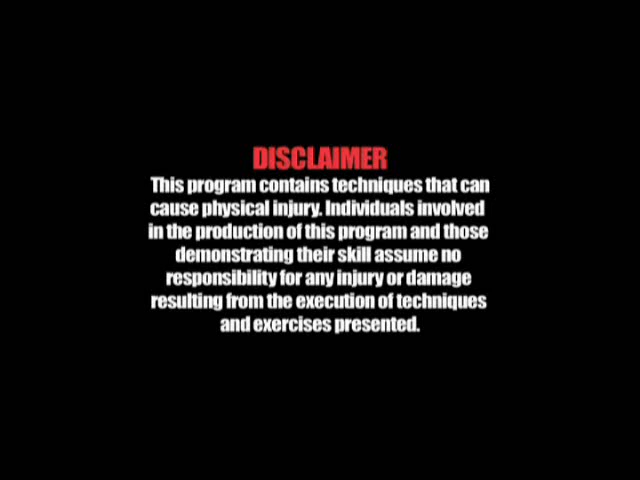 DISCLAIMER
This program contains techniques that can
cause physical injury. Individuals involved
in the production of this program and those
demonstrating their skill assume no
responsibility for any injury or damage
resulting from the execution of techniques
and exercises presented.